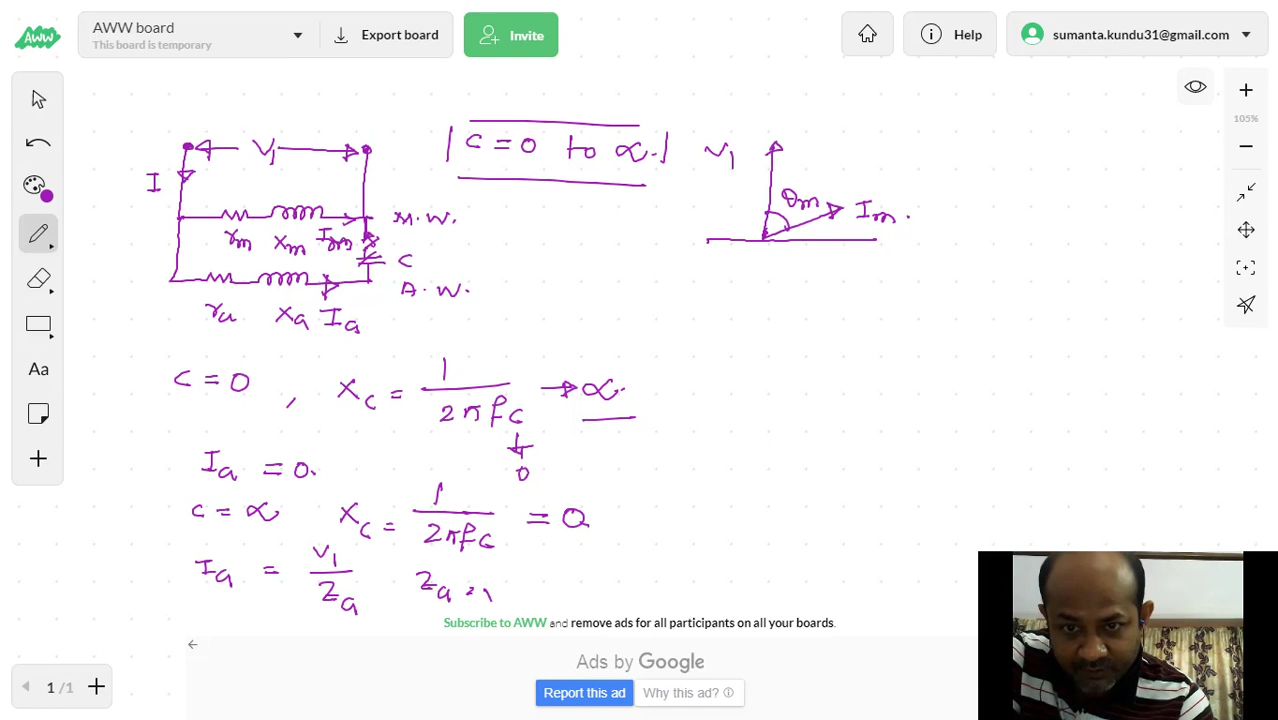 AWW
AWW board
This board is temporary
Export board
Invite
Help
sumanta.kundu31@gmail.com
105%
V1
I
rm xm Im
M.W.
C
A.W.
ra xa Ia
| C = 0 to ∝. |
V1
θm
Im.
C = 0, Xc = 1 / 2πfC → ∝.
0
Ia = 0.
C = ∝ Xc = 1 / 2πfC = 0
Ia = V1 / Za Za =
Aa
Subscribe to AWW and remove ads for all participants on all your boards.
Ads by Google
Report this ad
Why this ad?
1 /1